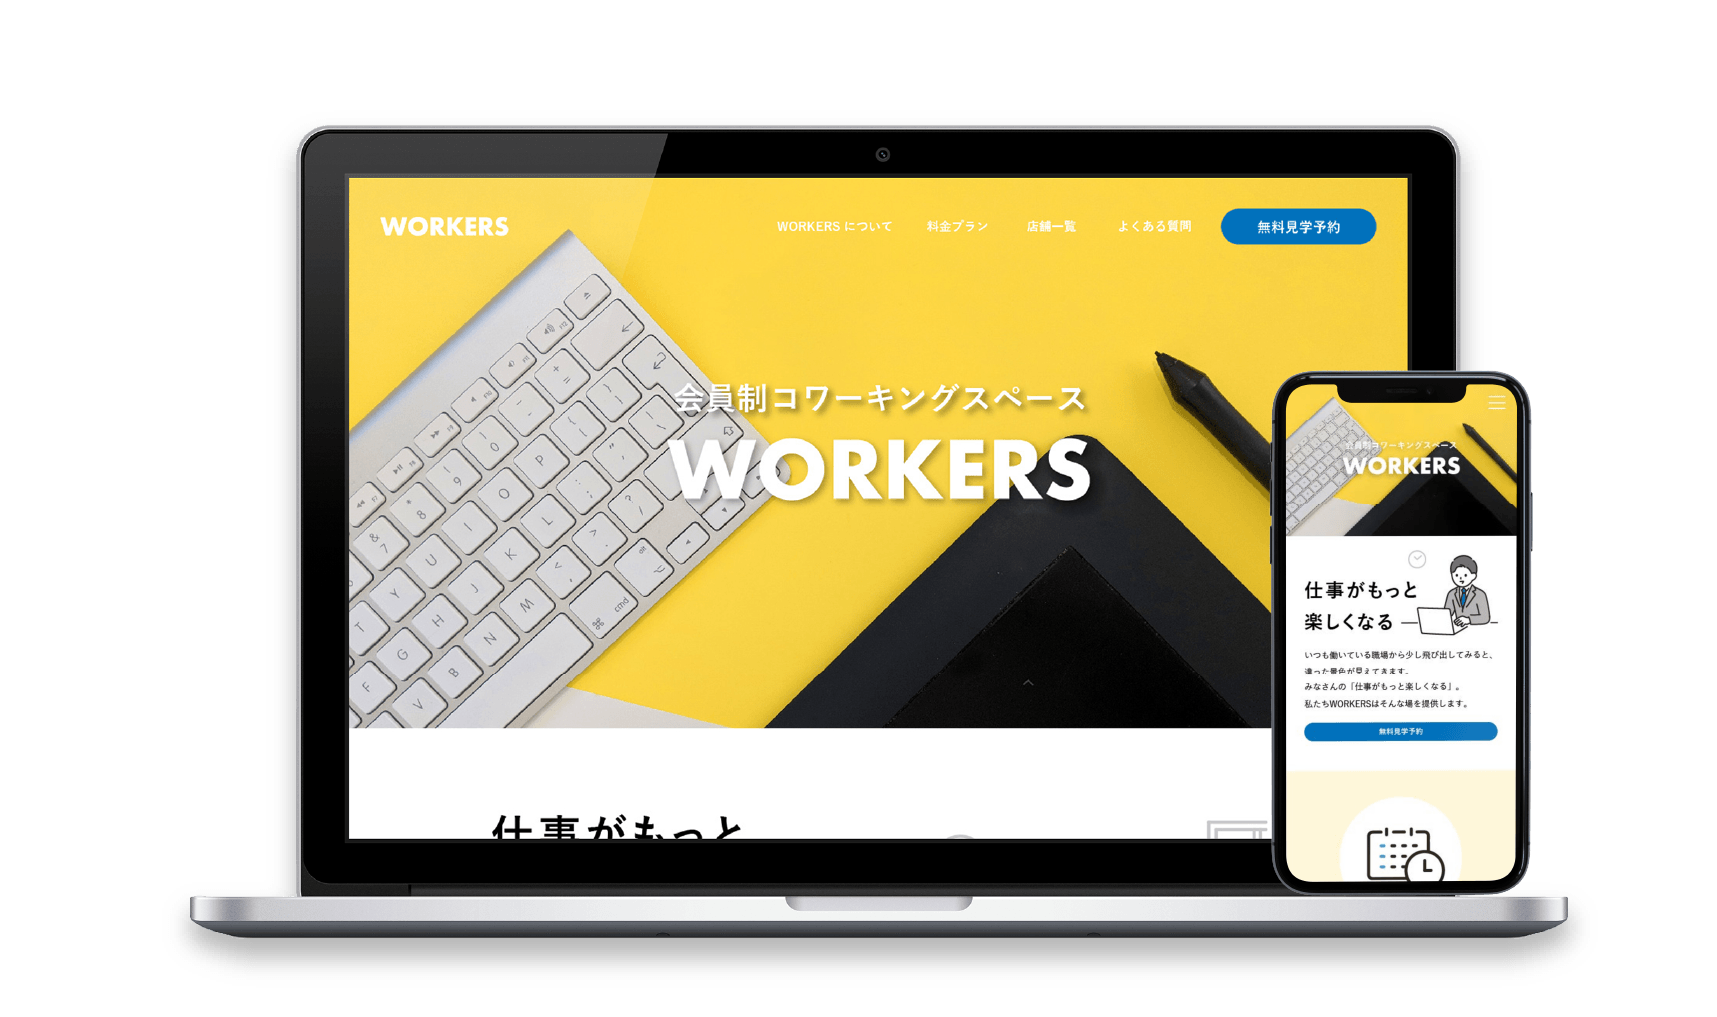 WORKERS
WORKERS について
料金プラン
店舗一覧
よくある質問
無料見学予約
会員制コワーキングスペース
WORKERS
仕事がもっと
会員制コワーキングスペース
WORKERS
仕事がもっと
楽しくなる
いつも働いている職場から少し飛び出してみると、
違った景色が見えてきます。
みなさんの「仕事がもっと楽しくなる」。
私たちWORKERSはそんな場を提供します。
無料見学予約